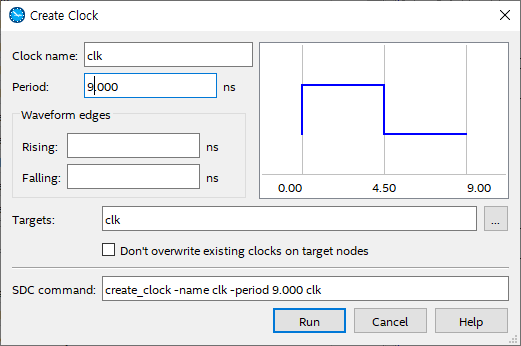 Create Clock
Clock name: clk
Period: 9.000 ns
Waveform edges
Rising: ns
Falling: ns
0.00 4.50 9.00
Targets: clk ...
Don't overwrite existing clocks on target nodes
SDC command: create_clock -name clk -period 9.000 clk
Run Cancel Help